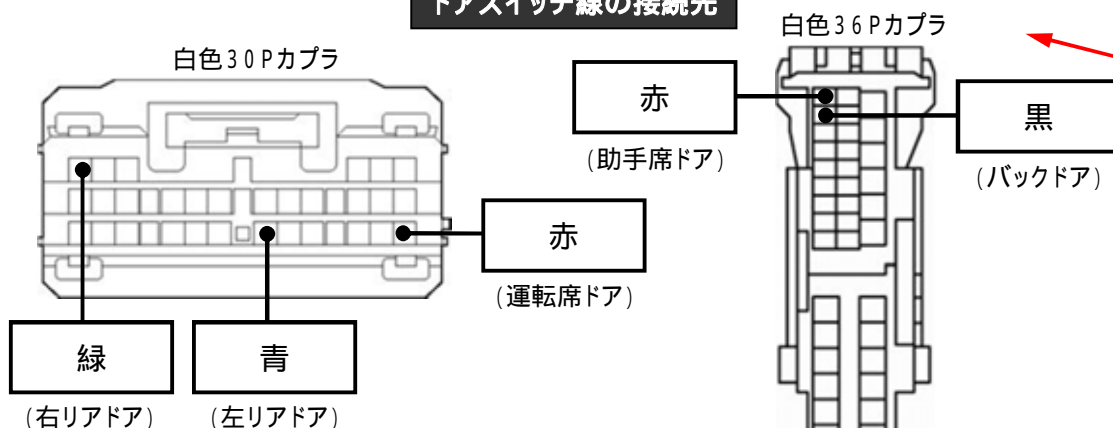 ドアスイッチ線の接続先
白色30Pカプラ
白色36Pカプラ
赤
(助手席ドア)
黒
(バックドア)
赤
(運転席ドア)
緑
(右リアドア)
青
(左リアドア)